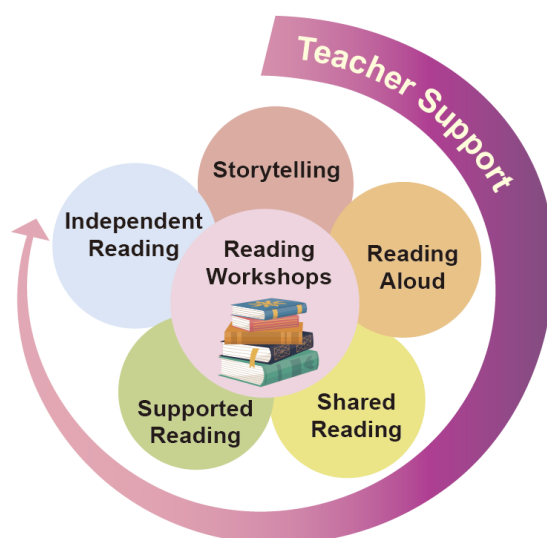 Teacher Support
Storytelling
Independent
Reading
Reading
Workshops
Reading
Aloud
Supported
Reading
Shared
Reading